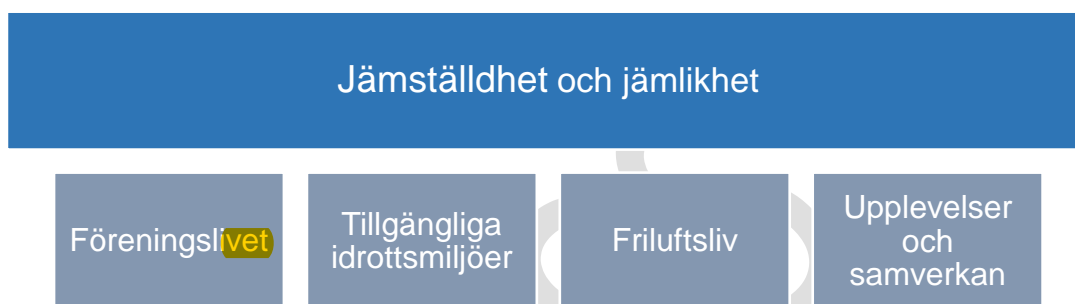 Jämställdhet och jämlikhet
Föreningslivet
Tillgängliga
idrottsmiljöer
Friluftsliv
Upplevelser
och
samverkan